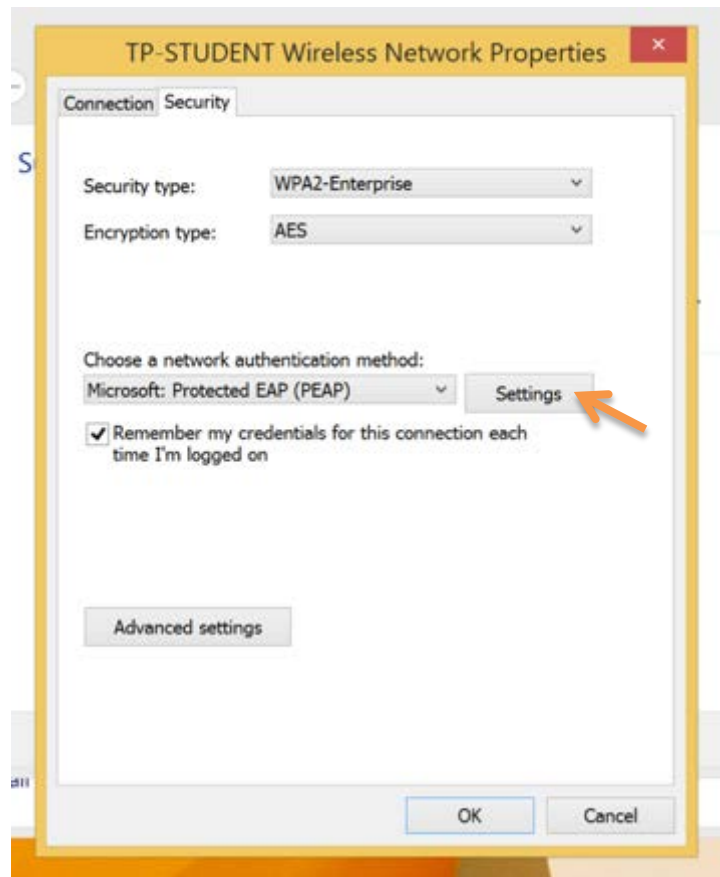 TP-STUDENT Wireless Network Properties
Connection Security
Security type: WPA2-Enterprise
Encryption type: AES
Choose a network authentication method:
Microsoft: Protected EAP (PEAP) Settings
Remember my credentials for this connection each
time I'm logged on
Advanced settings
OK Cancel